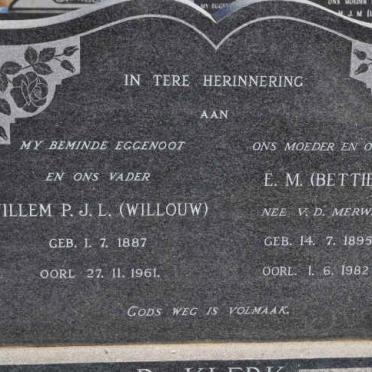 IN TERE HERINNERING
AAN
MY BEMINDE EGGENOOT
EN ONS VADER
WILLEM P. J. L. (WILLOUW)
GEB. 1. 7. 1887
OORL 27. 11. 1961.
ONS MOEDER EN O
E. M. (BETTIE
NEE V. D. MERW
GEB. 14. 7. 1895
OORL. 1. 6. 1982
GODS WEG IS VOLMAAK.
DE KLERK